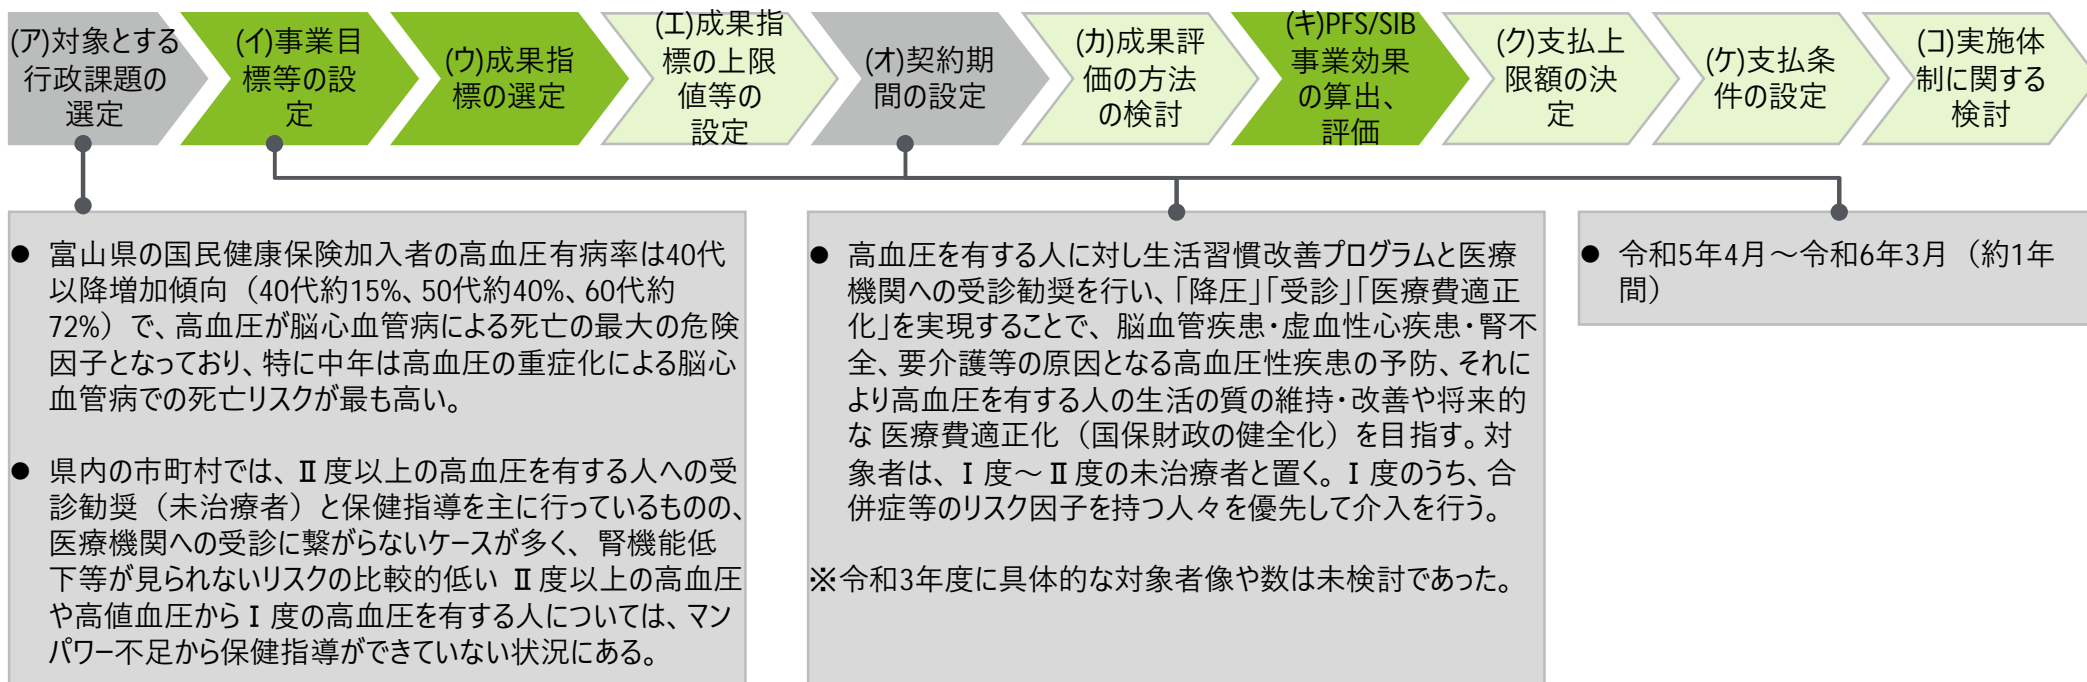 (ア)対象とする
行政課題の
選定
(イ)事業目
標等の設
定
(ウ)成果指
標の選定
(エ)成果指
標の上限
値等の
設定
(オ)契約期
間の設定
(カ)成果評
価の方法
の検討
(キ)PFS/SIB
事業効果
の算出、
評価
(ク)支払上
限額の決
定
(ケ)支払条
件の設定
(コ)実施体
制に関する
検討
● 富山県の国民健康保険加入者の高血圧有病率は40代
以降増加傾向（40代約15%、50代約40%、60代約
72%）で、高血圧が脳心血管病による死亡の最大の危険
因子となっており、特に中年は高血圧の重症化による脳心
血管病での死亡リスクが最も高い。
● 県内の市町村では、Ⅱ度以上の高血圧を有する人への受
診勧奨（未治療者）と保健指導を主に行っているものの、
医療機関への受診に繋がらないケースが多く、腎機能低
下等が見られないリスクの比較的低い Ⅱ度以上の高血圧
や高値血圧からⅠ度の高血圧を有する人については、マン
パワー不足から保健指導ができていない状況にある。
● 高血圧を有する人に対し生活習慣改善プログラムと医療
機関への受診勧奨を行い、「降圧」「受診」「医療費適正
化」を実現することで、脳血管疾患・虚血性心疾患・腎不
全、要介護等の原因となる高血圧性疾患の予防、それに
より高血圧を有する人の生活の質の維持・改善や将来的
な 医療費適正化（国保財政の健全化）を目指す。対
象者は、Ⅰ度～Ⅱ度の未治療者と置く。Ⅰ度のうち、合
併症等のリスク因子を持つ人々を優先して介入を行う。
※令和3年度に具体的な対象者像や数は未検討であった。
● 令和5年4月～令和6年3月（約1年
間）